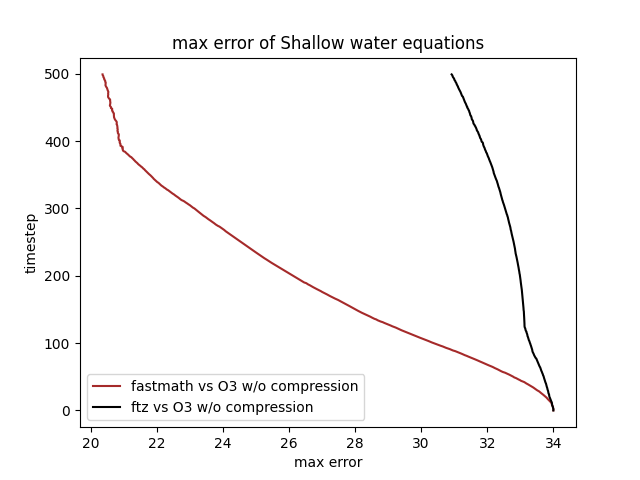 max error of Shallow water equations
timestep
500
400
300
200
100
0
fastmath vs O3 w/o compression
ftz vs O3 w/o compression
20 22 24 26 28 30 32 34
max error